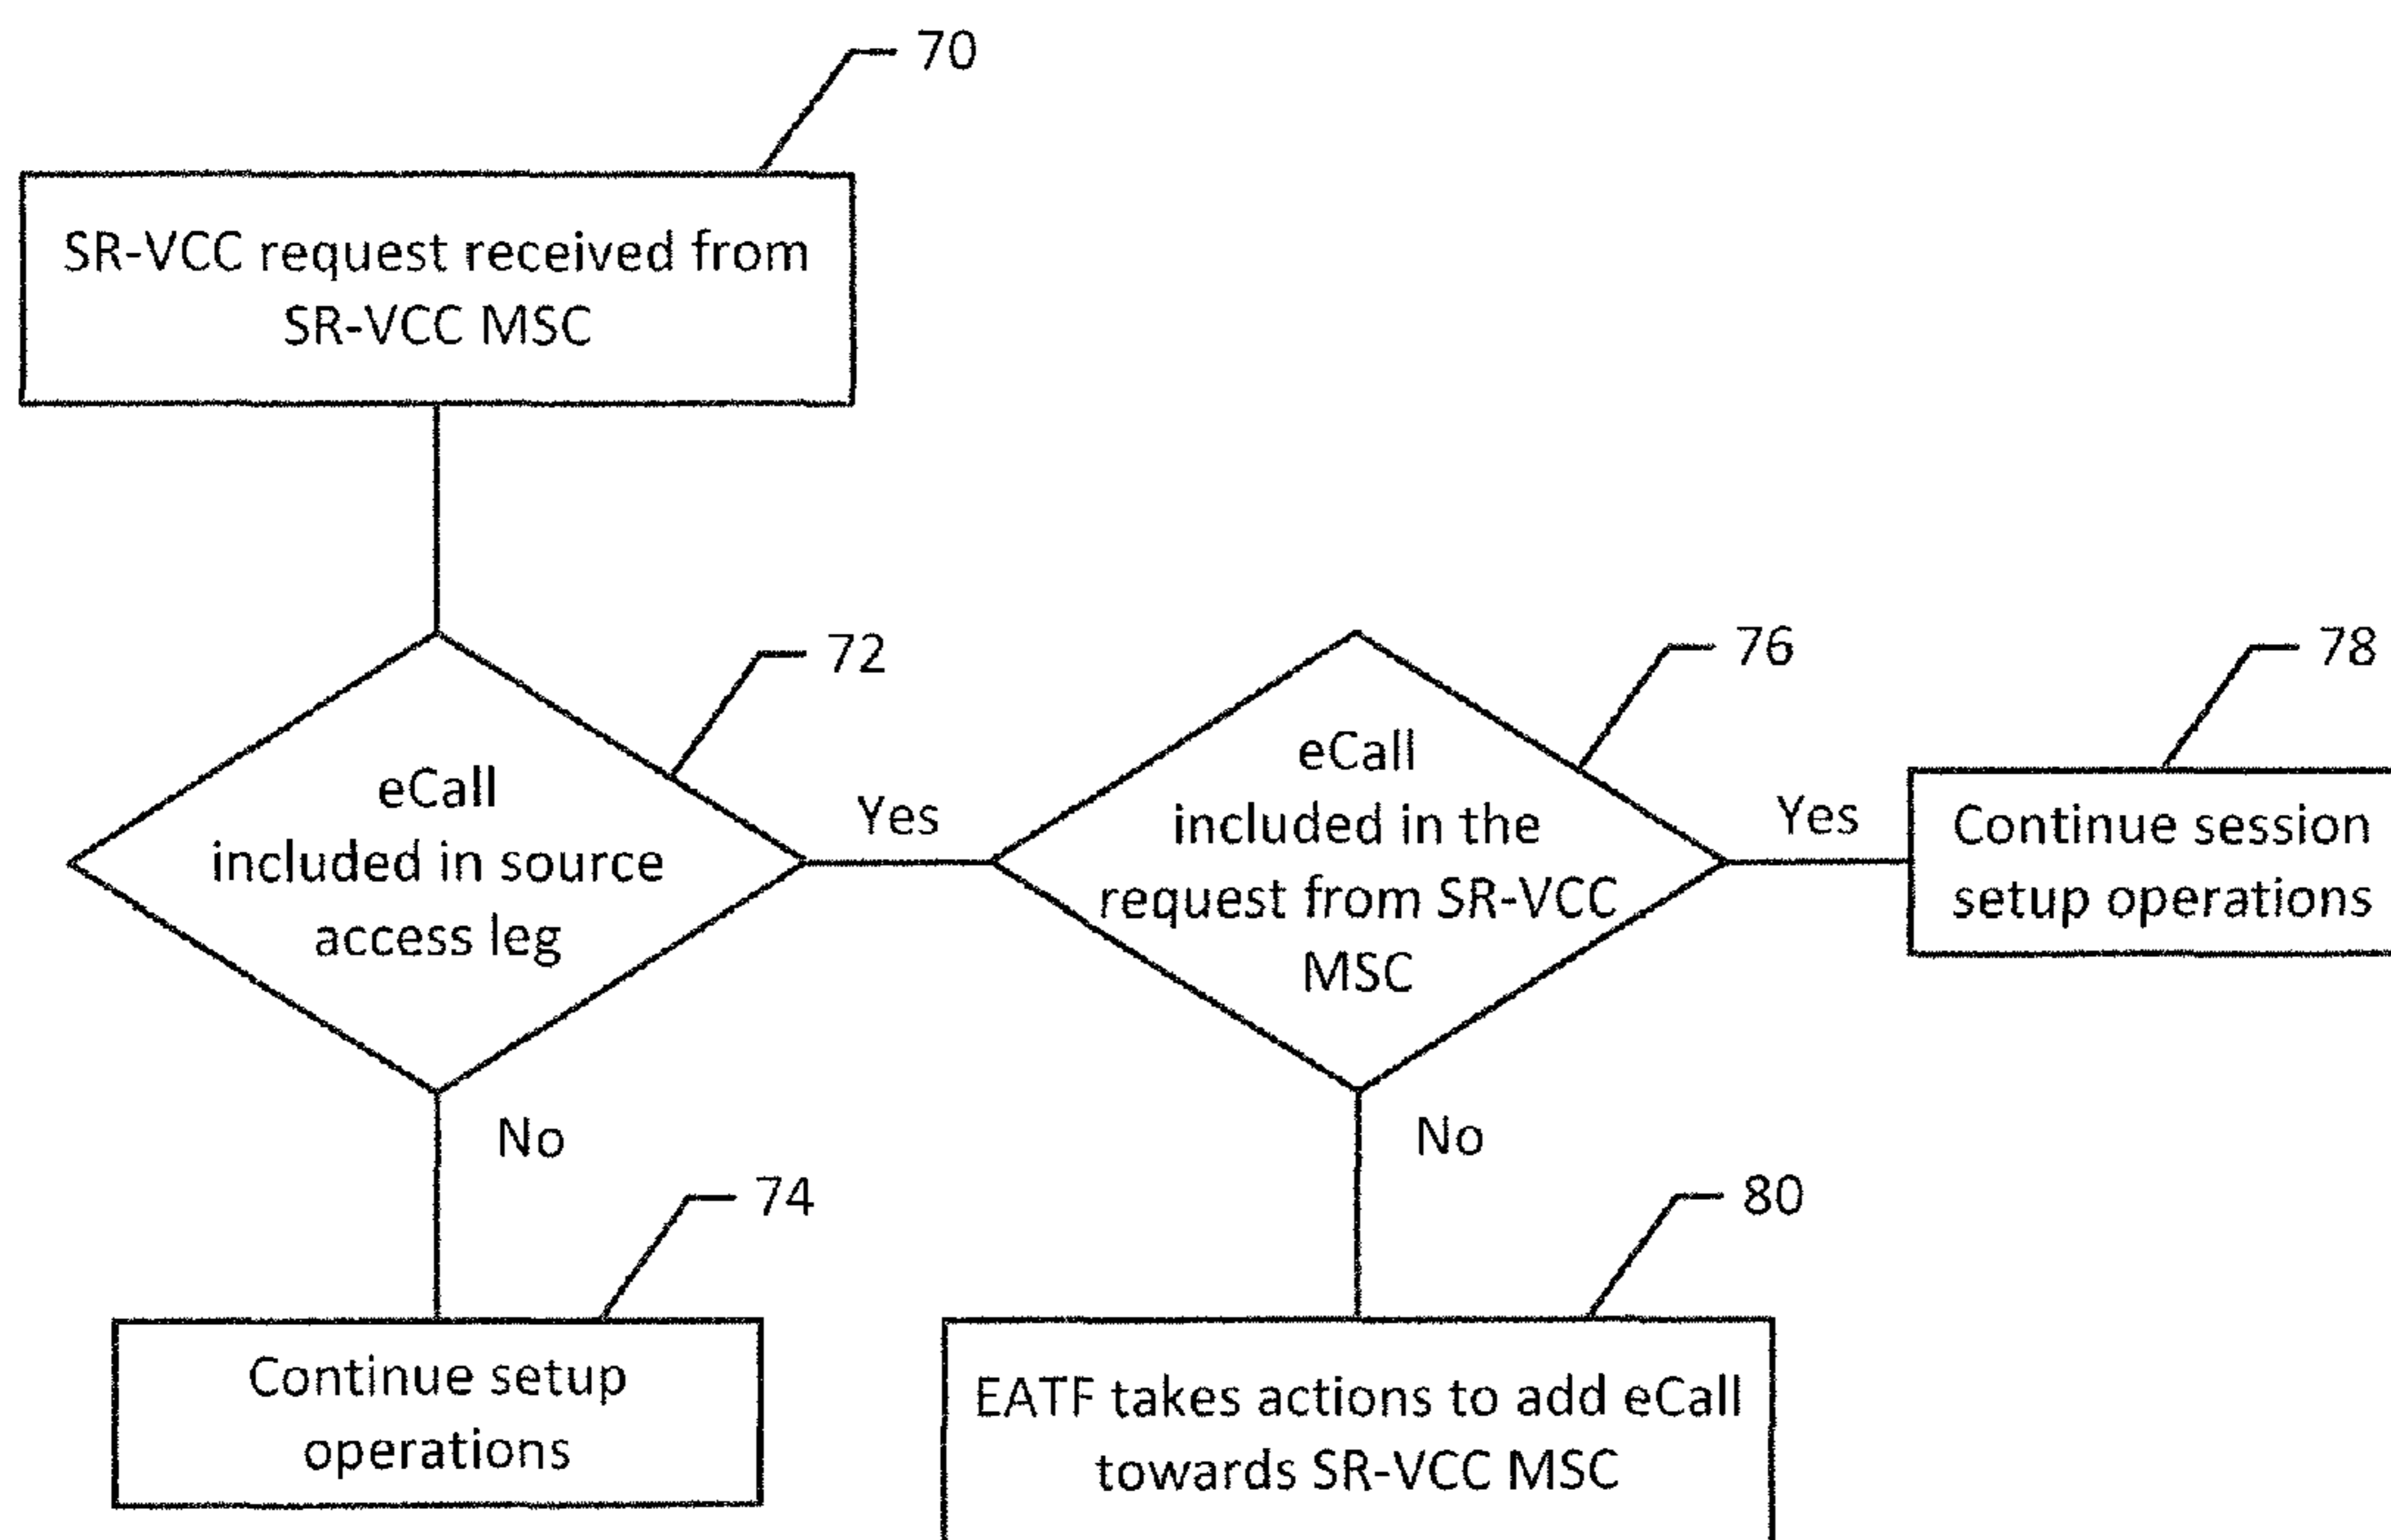 70
SR-VCC request received from
SR-VCC MSC
72
eCall
included in source
access leg
Yes
76
eCall
included in the
request from SR-VCC
MSC
Yes
78
Continue session
setup operations
No
74
Continue setup
operations
No
80
EATF takes actions to add eCall
towards SR-VCC MSC